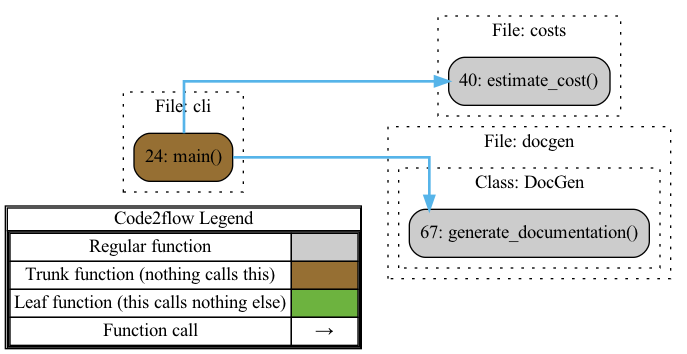 File: costs
40: estimate_cost()
File: cli
24: main()
File: docgen
Class: DocGen
67: generate_documentation()
Code2flow Legend
Regular function
Trunk function (nothing calls this)
Leaf function (this calls nothing else)
Function call →